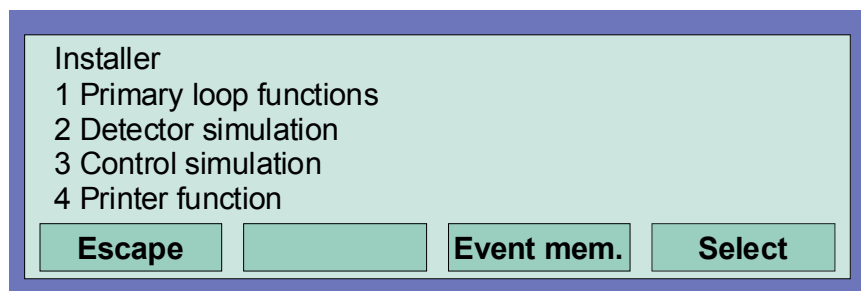 Installer
1 Primary loop functions
2 Detector simulation
3 Control simulation
4 Printer function
Escape Event mem. Select